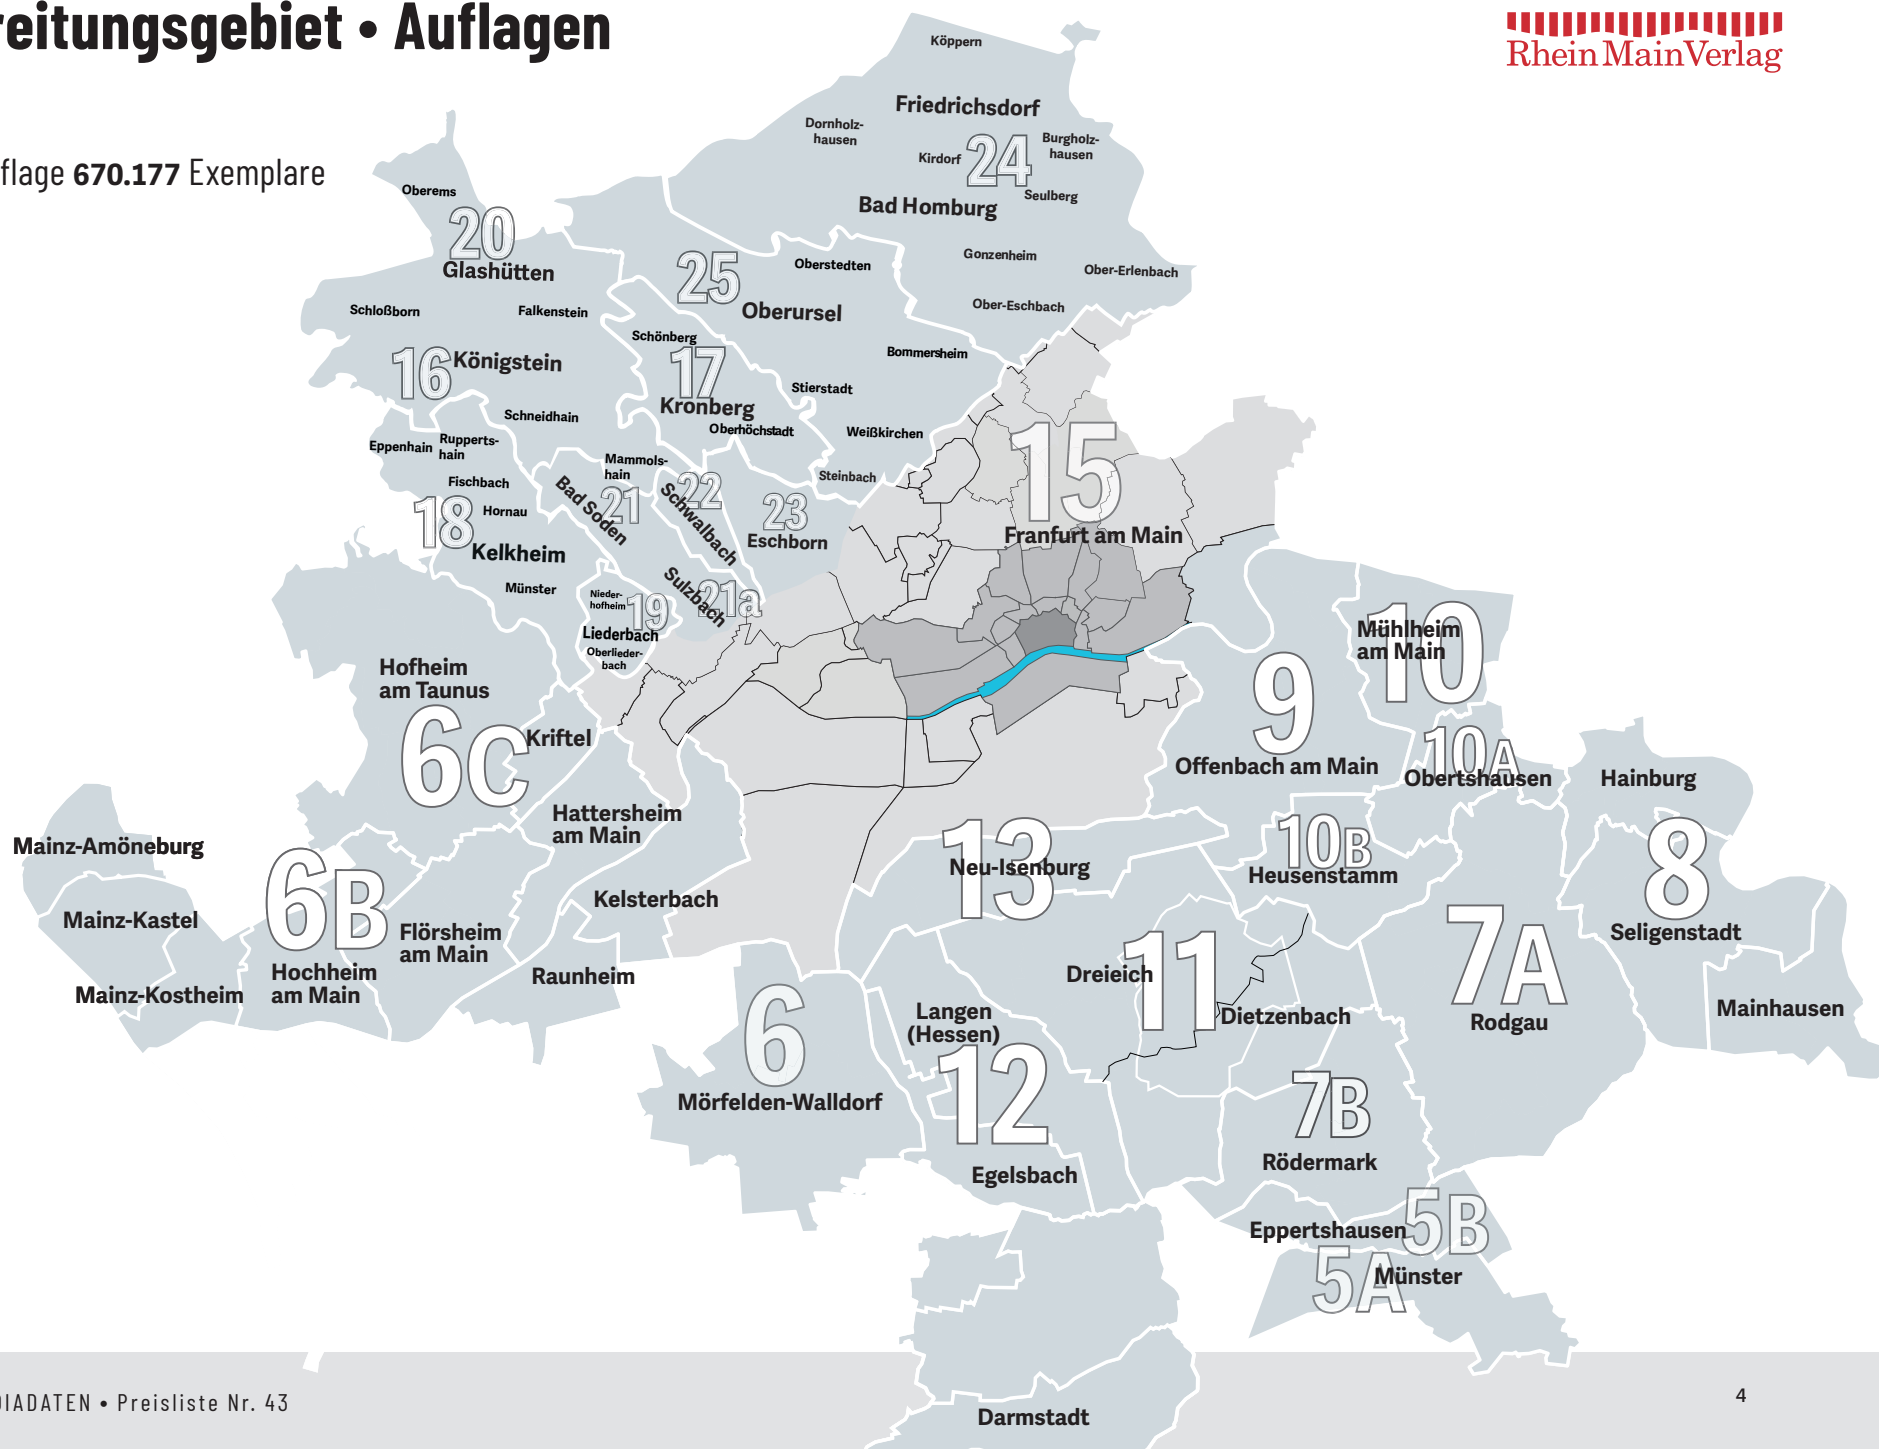 reitungsgebiet • Auflagen
RheinMainVerlag
flage 670.177 Exemplare
Köppern
Friedrichsdorf
Dornholz-
hausen
Burgholz-
hausen
Kirdorf
24
Seulberg
Bad Homburg
Gonzenheim
Ober-Erlenbach
Ober-Eschbach
Oberems
20
Glashütten
Schloßborn
Falkenstein
16
Königstein
Schneidhain
25
Oberstedten
Oberursel
Bommersheim
Stierstadt
Weißkirchen
Steinbach
Schönberg
17
Kronberg
Oberhöchstadt
Eppenhain
Rupperts-
hain
Fischbach
18
Hornau
Kelkheim
Münster
Mammols-
hain
21
Bad Soden
22
Schwalbach
23
Eschborn
Sulzbach
21a
Nieder-
hofheim
19
Liederbach
Oberlieder-
bach
15
Franfurt am Main
Hofheim
am Taunus
6C
Kriftel
Hattersheim
am Main
Mainz-Amöneburg
Mainz-Kastel
Mainz-Kostheim
6B
Hochheim
am Main
Flörsheim
am Main
Kelsterbach
Raunheim
9
Offenbach am Main
10
Mühlheim
am Main
10A
Obertshausen
10B
Heusenstamm
Hainburg
8
Seligenstadt
Mainhausen
13
Neu-Isenburg
11
Dreieich
Dietzenbach
7A
Rodgau
6
Mörfelden-Walldorf
Langen
(Hessen)
12
Egelsbach
7B
Rödermark
5B
Eppertshausen
5A
Münster
Darmstadt
DIADATEN • Preisliste Nr. 43
4